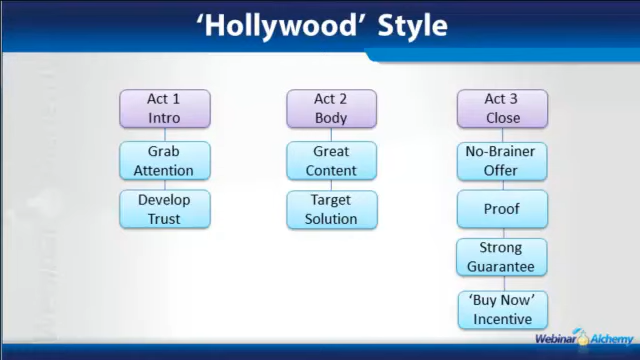 'Hollywood' Style
Act 1
Intro
Grab
Attention
Develop
Trust
Act 2
Body
Great
Content
Target
Solution
Act 3
Close
No-Brainer
Offer
Proof
Strong
Guarantee
'Buy Now'
Incentive
Webinar Alchemy